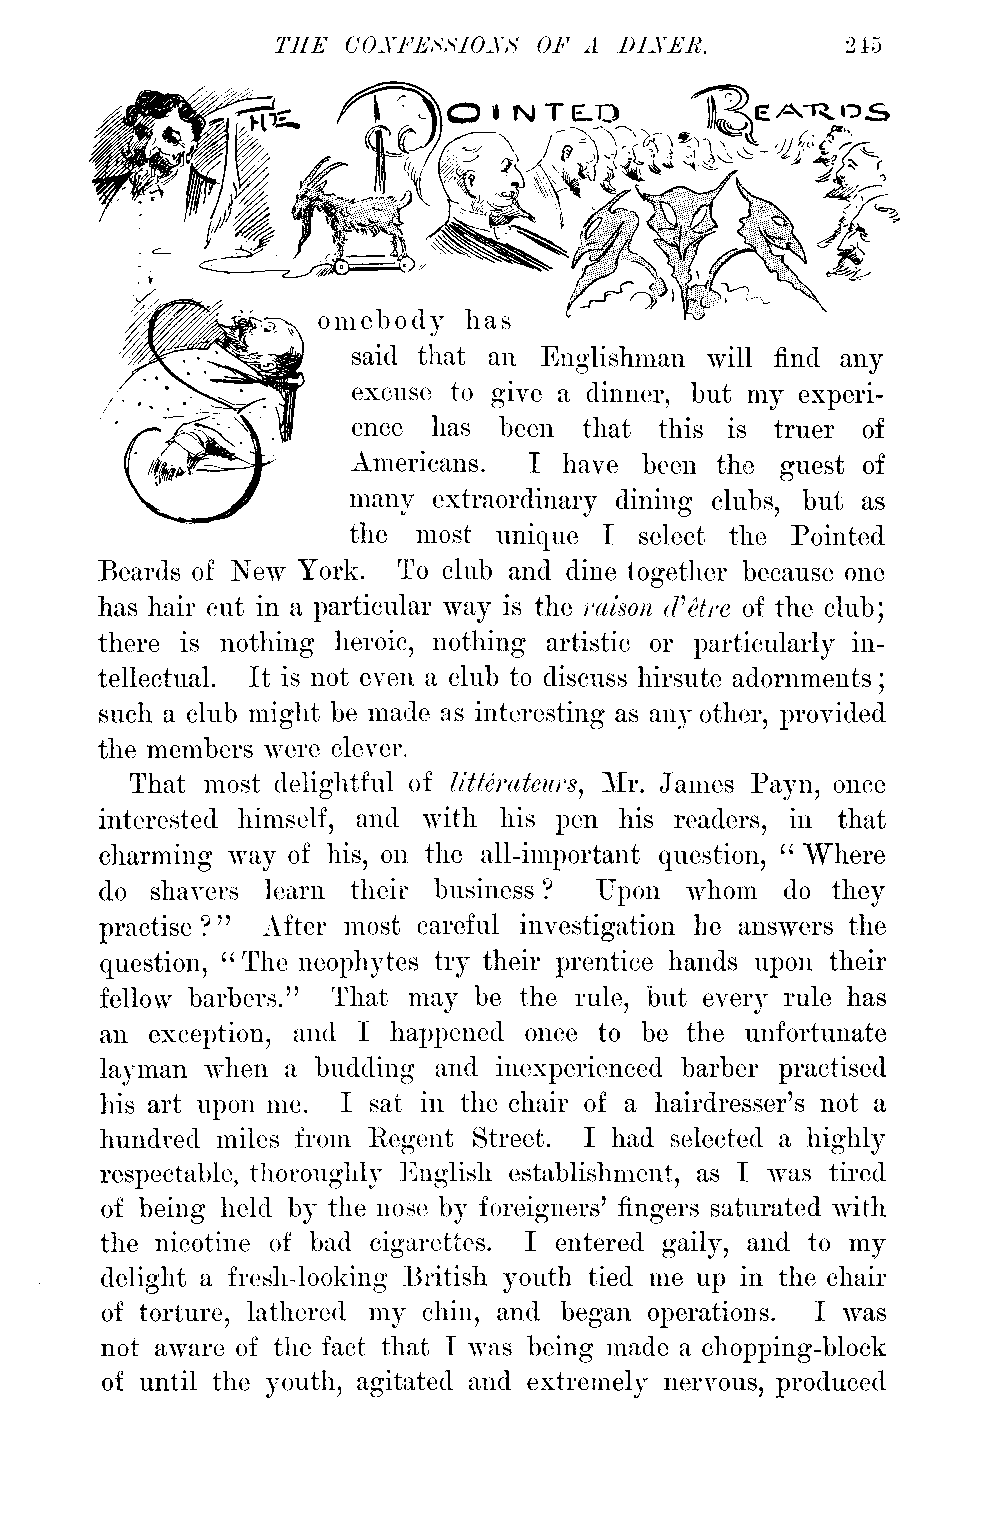 THE CONFESSIONS OF A DINER. 245
THE POINTED BEARDS
Somebody has
said that an Englishman will find any
excuse to give a dinner, but my experi-
ence has been that this is truer of
Americans. I have been the guest of
many extraordinary dining clubs, but as
the most unique I select the Pointed
Beards of New York. To club and dine together because one
has hair cut in a particular way is the raison d'être of the club;
there is nothing heroic, nothing artistic or particularly in-
tellectual. It is not even a club to discuss hirsute adornments;
such a club might be made as interesting as any other, provided
the members were clever.
That most delightful of littérateurs, Mr. James Payn, once
interested himself, and with his pen his readers, in that
charming way of his, on the all-important question, “Where
do shavers learn their business? Upon whom do they
practise?” After most careful investigation he answers the
question, “The neophytes try their prentice hands upon their
fellow barbers.” That may be the rule, but every rule has
an exception, and I happened once to be the unfortunate
layman when a budding and inexperienced barber practised
his art upon me. I sat in the chair of a hairdresser's not a
hundred miles from Regent Street. I had selected a highly
respectable, thoroughly English establishment, as I was tired
of being held by the nose by foreigners' fingers saturated with
the nicotine of bad cigarettes. I entered gaily, and to my
delight a fresh-looking British youth tied me up in the chair
of torture, lathered my chin, and began operations. I was
not aware of the fact that I was being made a chopping-block
of until the youth, agitated and extremely nervous, produced